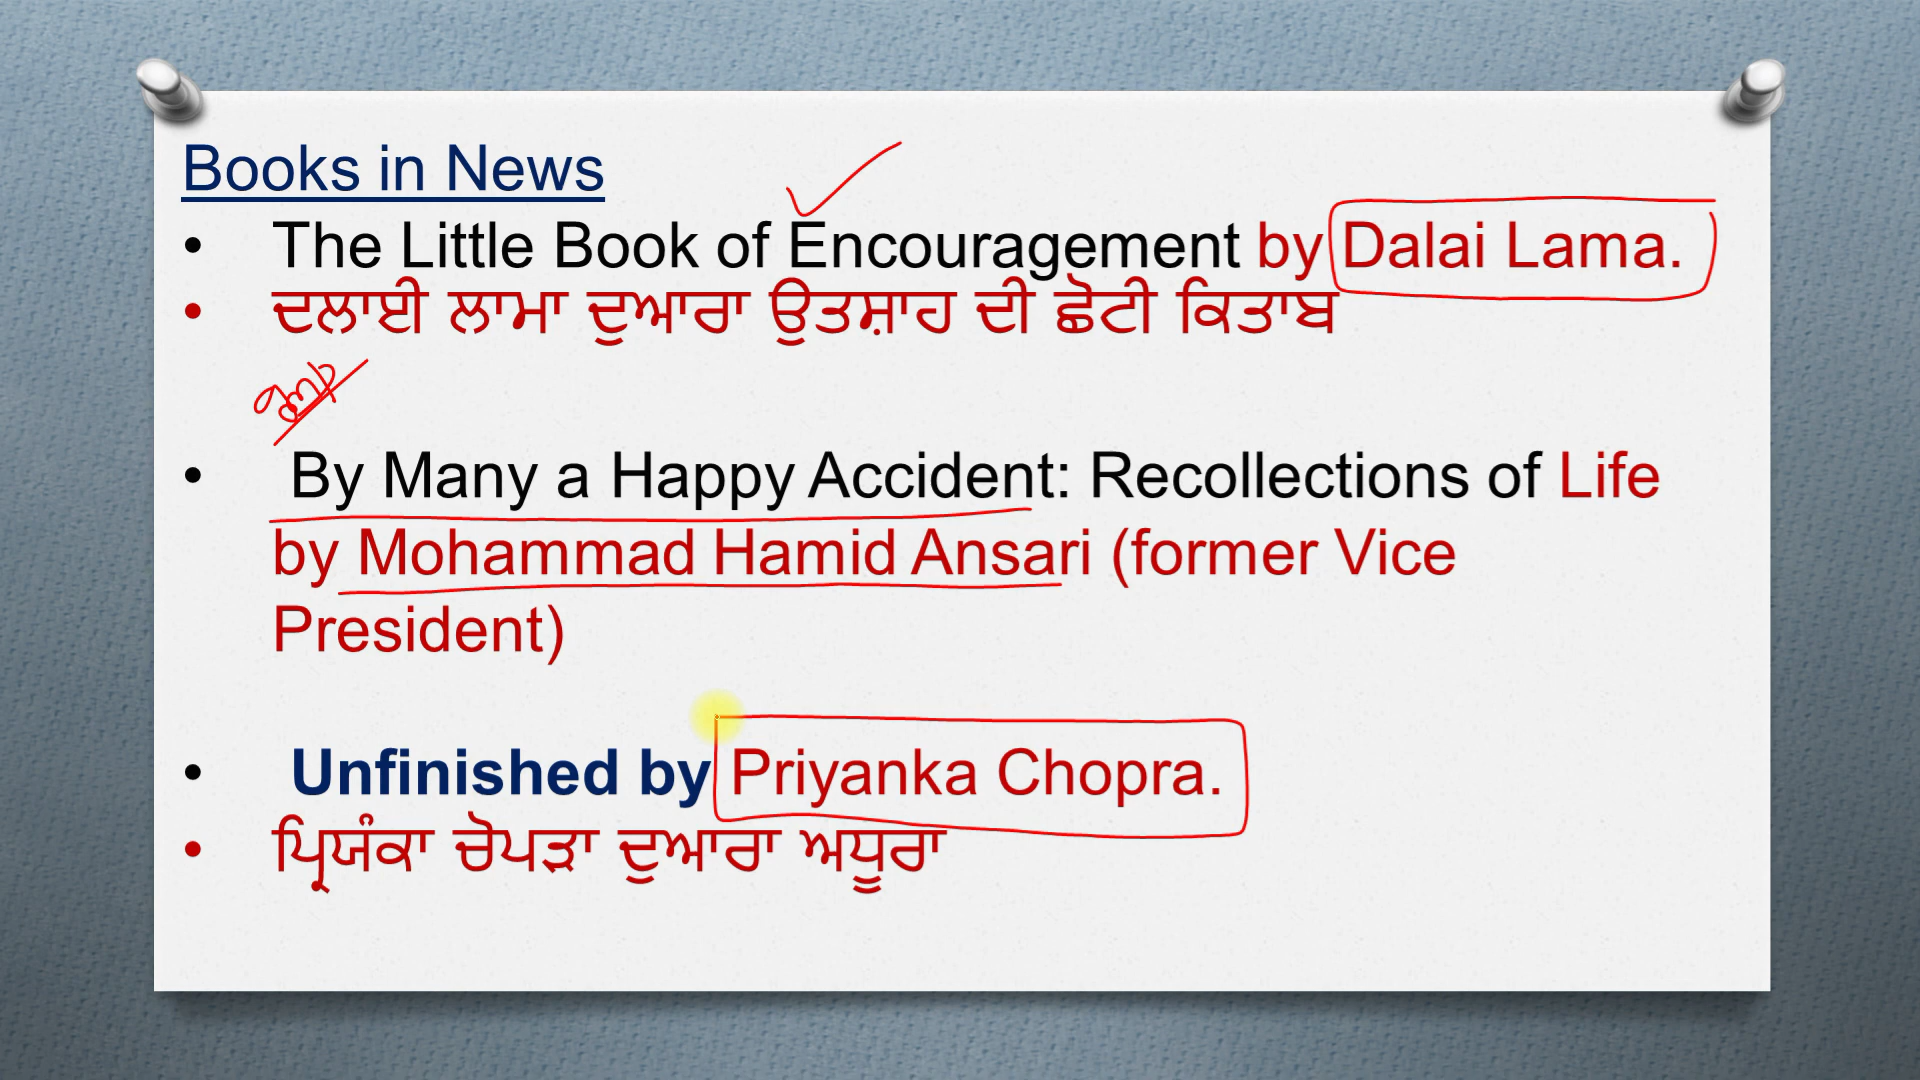 Books in News
• The Little Book of Encouragement by Dalai Lama.
• ਦਲਾਈ ਲਾਮਾ ਦੁਆਰਾ ਉਤਸ਼ਾਹ ਦੀ ਛੋਟੀ ਕਿਤਾਬ
Imp
• By Many a Happy Accident: Recollections of Life
by Mohammad Hamid Ansari (former Vice
President)
• Unfinished by Priyanka Chopra.
• ਪ੍ਰਿਯੰਕਾ ਚੋਪੜਾ ਦੁਆਰਾ ਅਧੂਰਾ